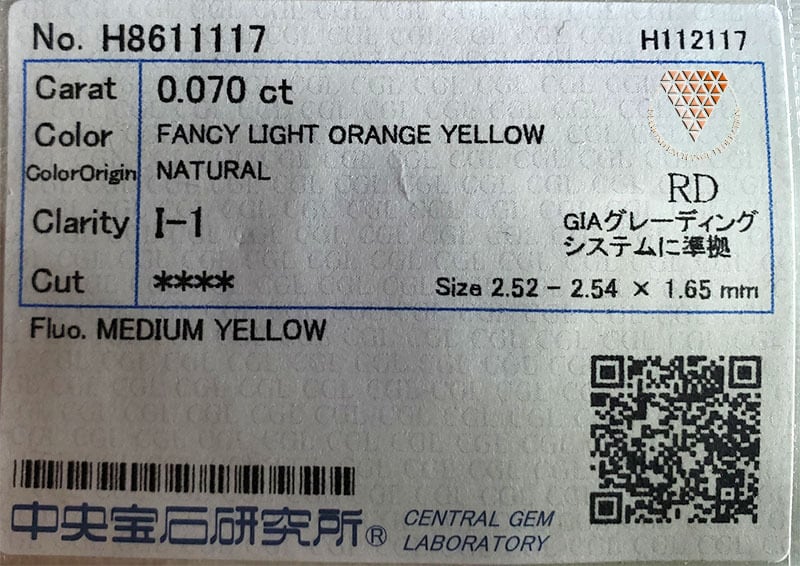 No. H8611117
H112117
Carat 0.070 ct
Color FANCY LIGHT ORANGE YELLOW
ColorOrigin NATURAL
RD
Clarity I-1
GIAグレーディング
システムに準拠
Cut ****
Size 2.52 - 2.54 × 1.65 mm
Fluo. MEDIUM YELLOW
中央宝石研究所®
CENTRAL GEM
LABORATORY